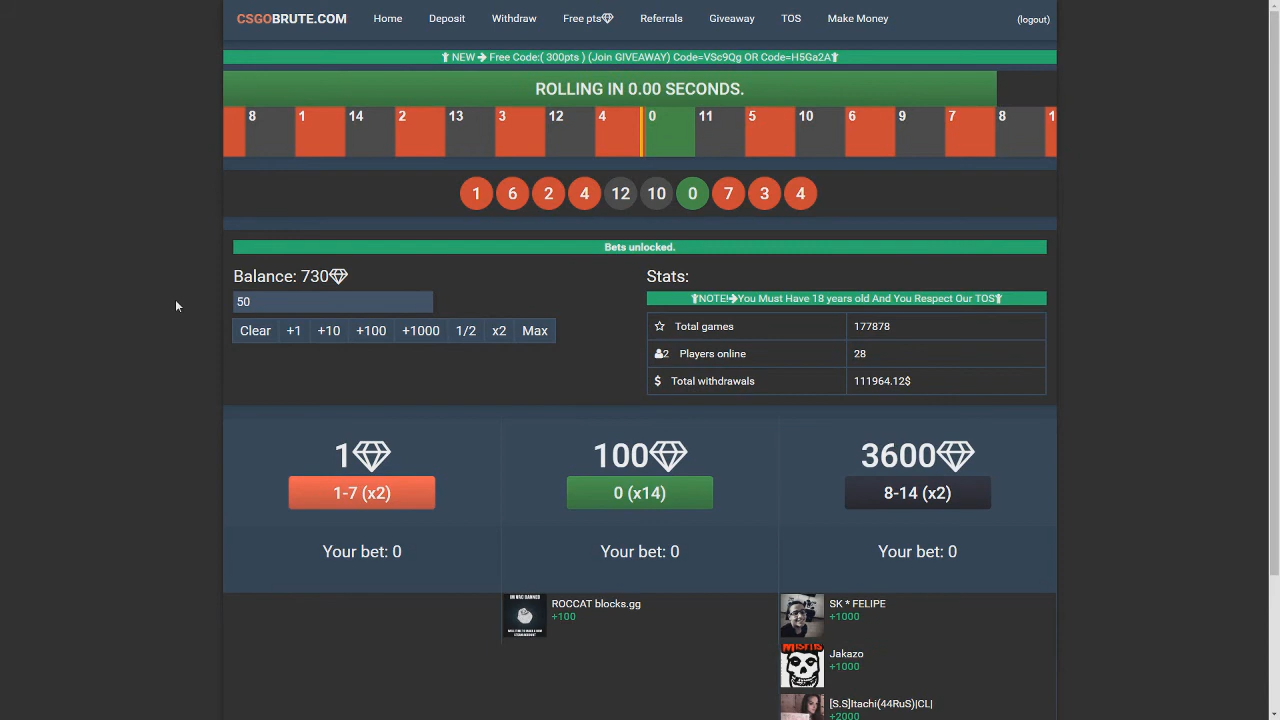 CSGOBRUTE.COM Home Deposit Withdraw Free pts Referrals Giveaway TOS Make Money (logout)
NEW Free Code:( 300pts ) (Join GIVEAWAY) Code=VSc9Qg OR Code=H5Ga2A
ROLLING IN 0.00 SECONDS.
8 1 14 2 13 3 12 4 0 11 5 10 6 9 7 8 1
1 6 2 4 12 10 0 7 3 4
Bets unlocked.
Balance: 730
50
Clear +1 +10 +100 +1000 1/2 x2 Max
Stats:
NOTE! You Must Have 18 years old And You Respect Our TOS
Total games 177878
2 Players online 28
$ Total withdrawals 111964.12$
1 100 3600
1-7 (x2) 0 (x14) 8-14 (x2)
Your bet: 0 Your bet: 0 Your bet: 0
ROCCAT blocks.gg
+100
SK * FELIPE
+1000
MISFITS
Jakazo
+1000
[S.S]Itachi(44RuS)|CL|
+2000